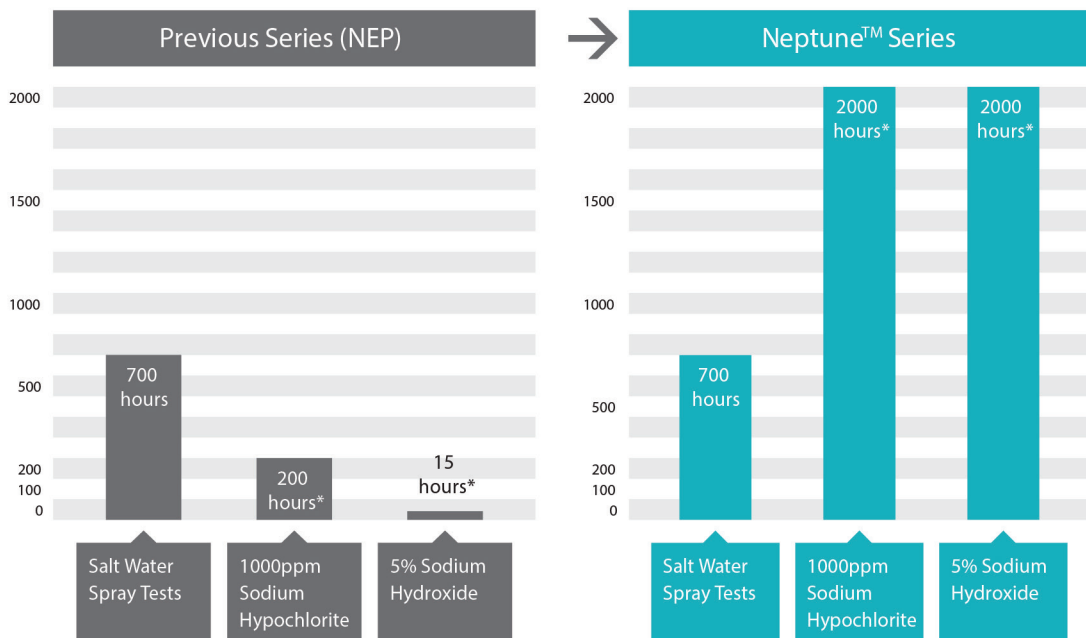 Previous Series (NEP)
2000
1500
1000
500
200
100
0
700
hours
200
hours*
15
hours*
Salt Water
Spray Tests
1000ppm
Sodium
Hypochlorite
5% Sodium
Hydroxide
Neptune™ Series
2000
1500
1000
500
200
100
0
700
hours
2000
hours*
2000
hours*
Salt Water
Spray Tests
1000ppm
Sodium
Hypochlorite
5% Sodium
Hydroxide